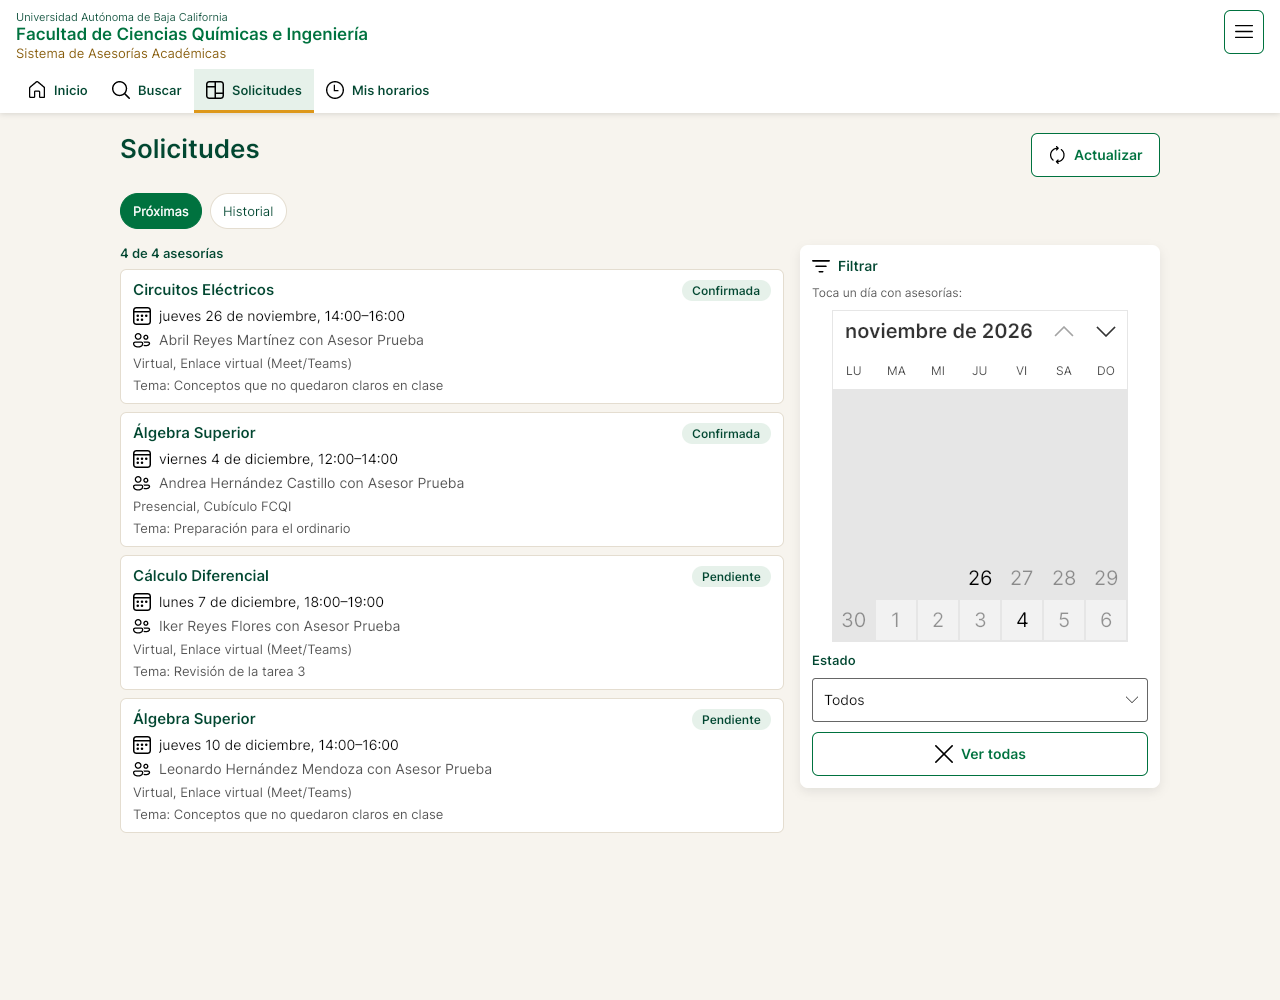 Universidad Autónoma de Baja California
Facultad de Ciencias Químicas e Ingeniería
Sistema de Asesorías Académicas
Inicio
Buscar
Solicitudes
Mis horarios
Solicitudes
Actualizar
Próximas
Historial
4 de 4 asesorías
Circuitos Eléctricos
Confirmada
jueves 26 de noviembre, 14:00–16:00
Abril Reyes Martínez con Asesor Prueba
Virtual, Enlace virtual (Meet/Teams)
Tema: Conceptos que no quedaron claros en clase
Álgebra Superior
Confirmada
viernes 4 de diciembre, 12:00–14:00
Andrea Hernández Castillo con Asesor Prueba
Presencial, Cubículo FCQI
Tema: Preparación para el ordinario
Cálculo Diferencial
Pendiente
lunes 7 de diciembre, 18:00–19:00
Iker Reyes Flores con Asesor Prueba
Virtual, Enlace virtual (Meet/Teams)
Tema: Revisión de la tarea 3
Álgebra Superior
Pendiente
jueves 10 de diciembre, 14:00–16:00
Leonardo Hernández Mendoza con Asesor Prueba
Virtual, Enlace virtual (Meet/Teams)
Tema: Conceptos que no quedaron claros en clase
Filtrar
Toca un día con asesorías:
noviembre de 2026
LU MA MI JU VI SA DO
26 27 28 29
30 1 2 3 4 5 6
Estado
Todos
Ver todas